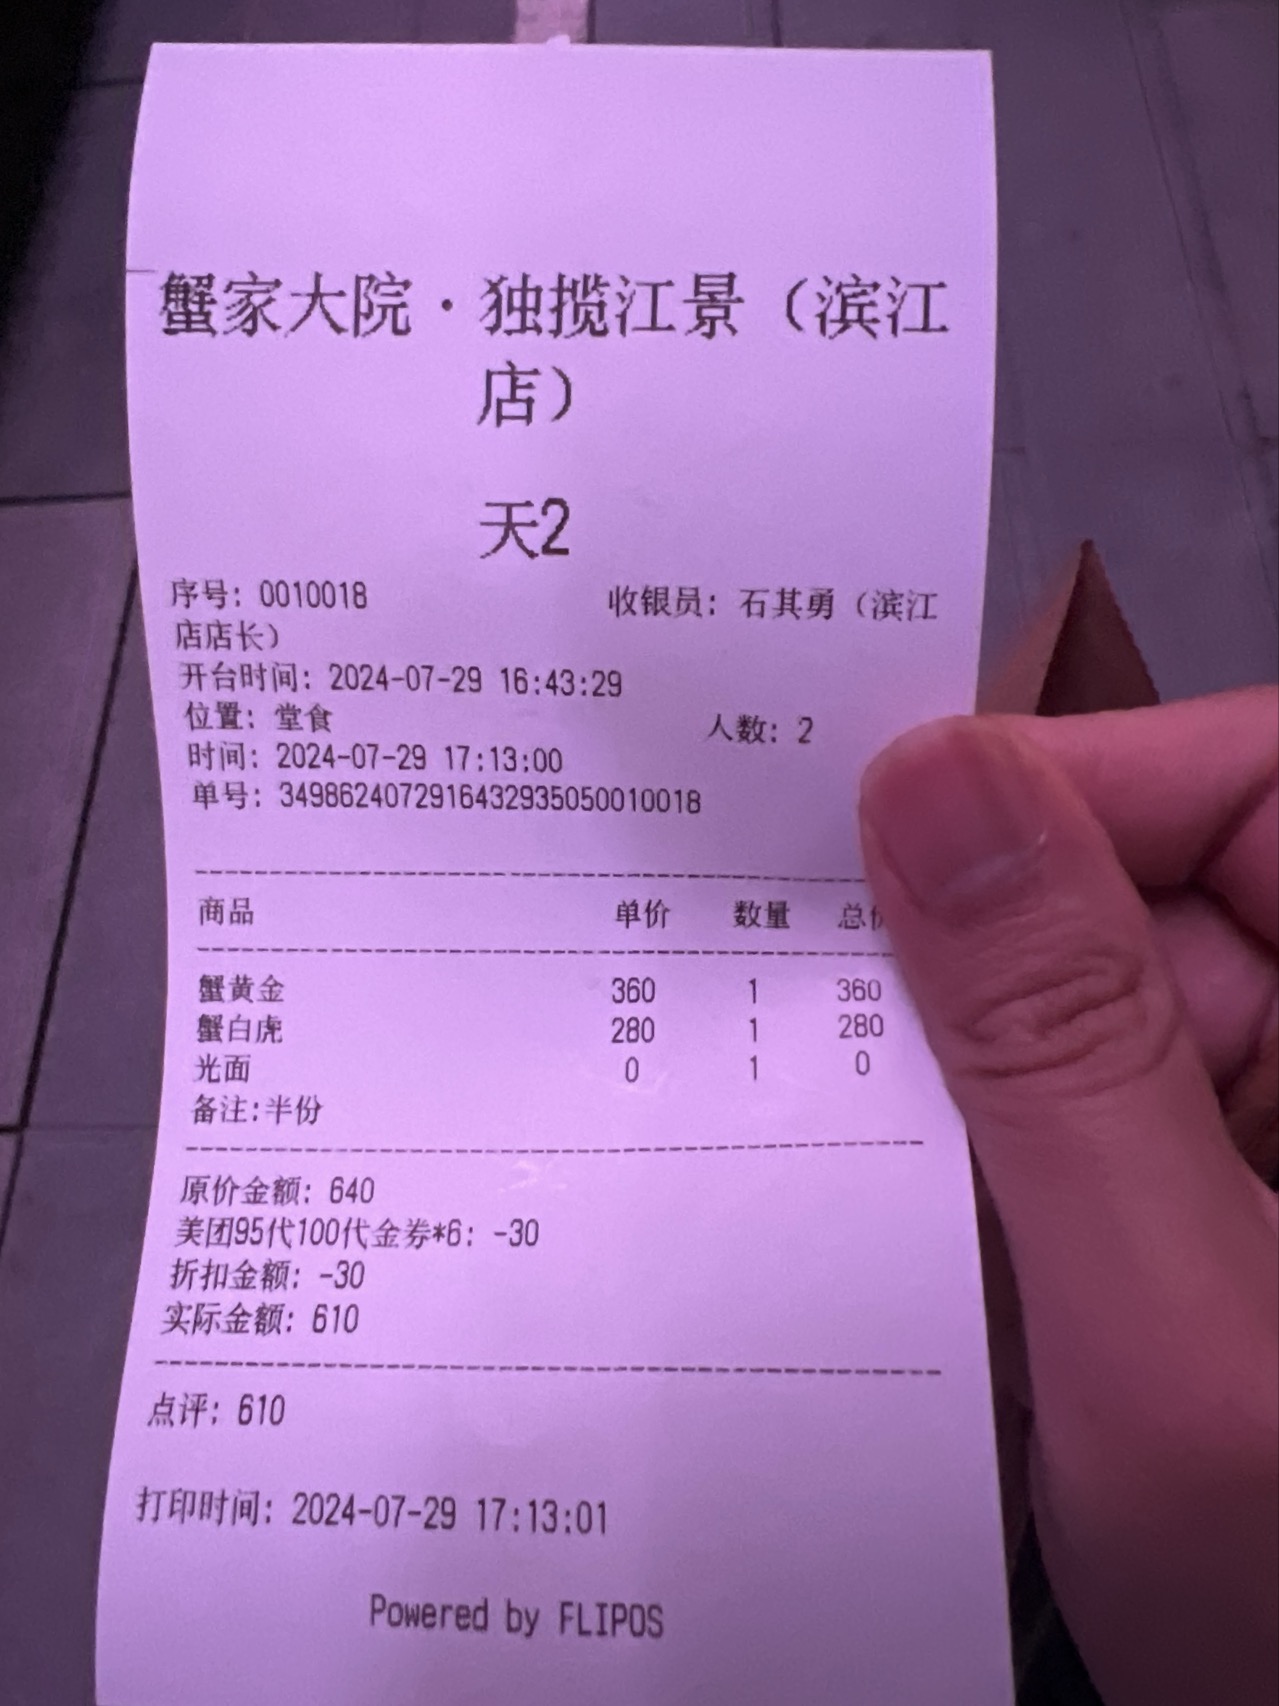 蟹家大院·独揽江景（滨江
店）
天2
序号: 0010018 收银员: 石其勇（滨江
店店长）
开台时间: 2024-07-29 16:43:29
位置: 堂食 人数: 2
时间: 2024-07-29 17:13:00
单号: 3498624072916432935050010018
商品 单价 数量 总价
蟹黄金 360 1 360
蟹白虎 280 1 280
光面 0 1 0
备注:半份
原价金额: 640
美团95代100代金券*6: -30
折扣金额: -30
实际金额: 610
点评: 610
打印时间: 2024-07-29 17:13:01
Powered by FLIPOS